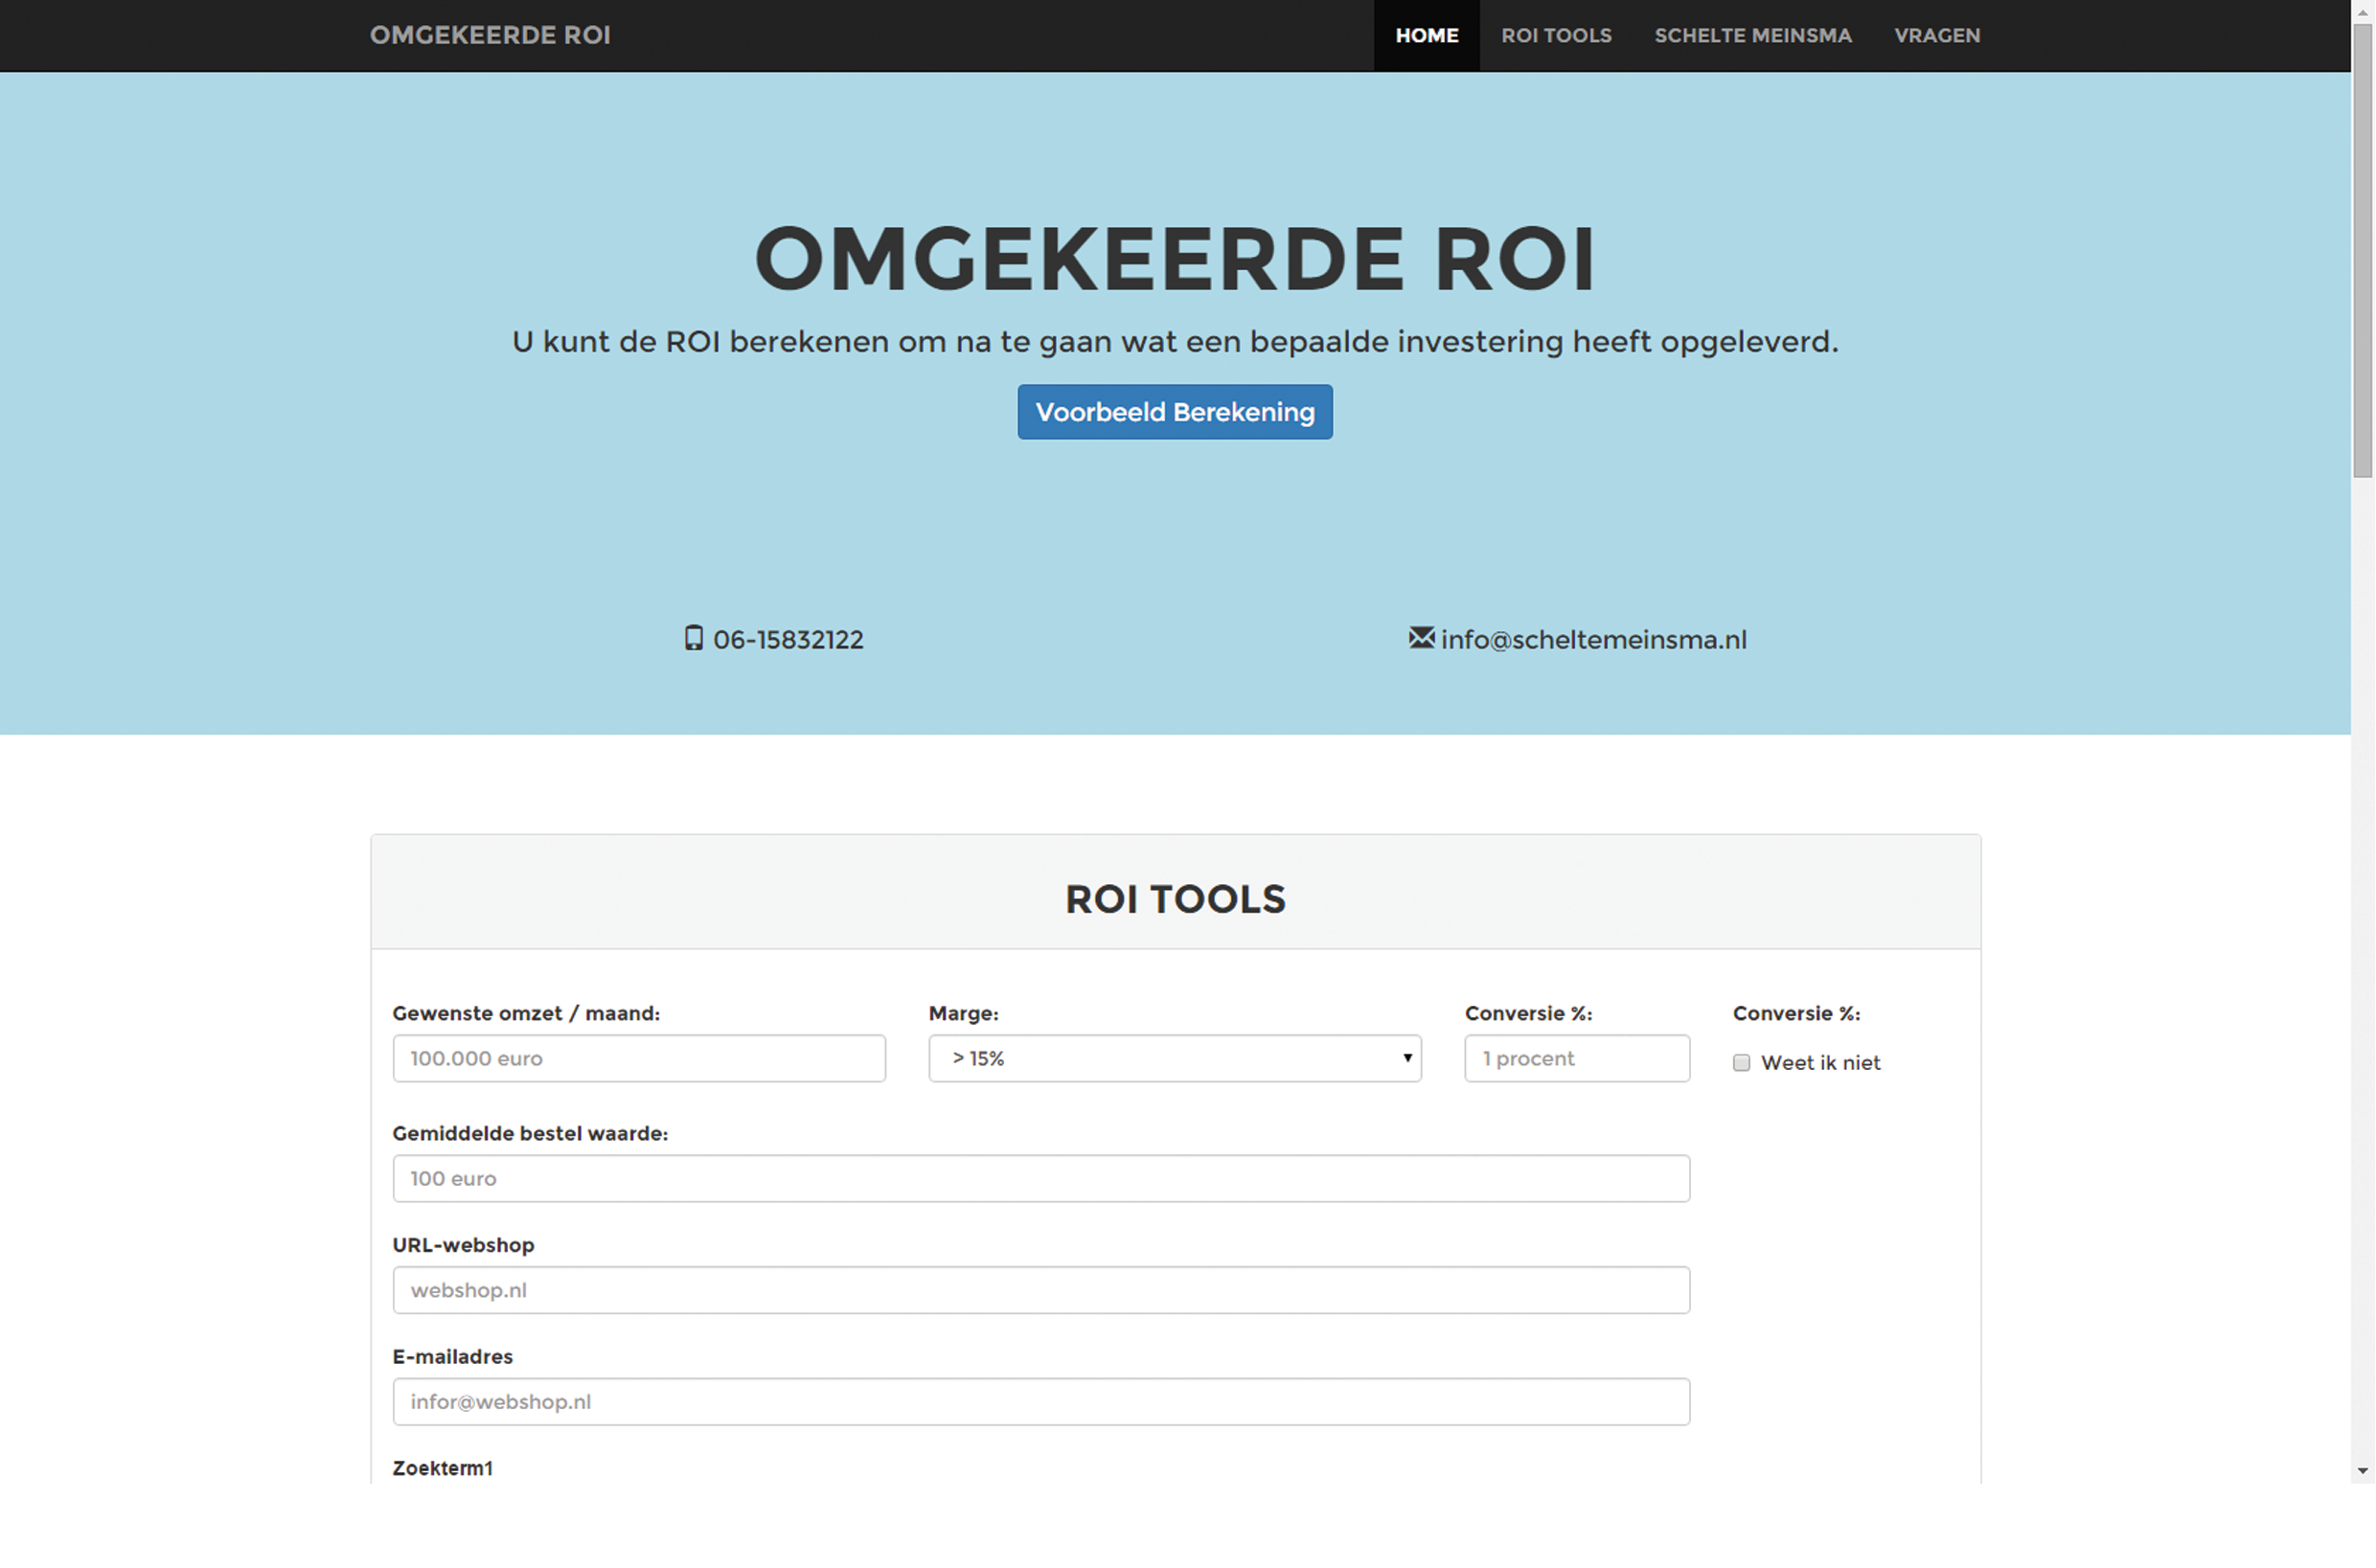 OMGEKEERDE ROI
HOME ROI TOOLS SCHELTE MEINSMA VRAGEN
OMGEKEERDE ROI
U kunt de ROI berekenen om na te gaan wat een bepaalde investering heeft opgeleverd.
Voorbeeld Berekening
06-15832122
info@scheltemeinsma.nl
ROI TOOLS
Gewenste omzet / maand: Marge: Conversie %: Conversie %:
100.000 euro > 15% 1 procent Weet ik niet
Gemiddelde bestel waarde:
100 euro
URL-webshop
webshop.nl
E-mailadres
infor@webshop.nl
Zoekterm1